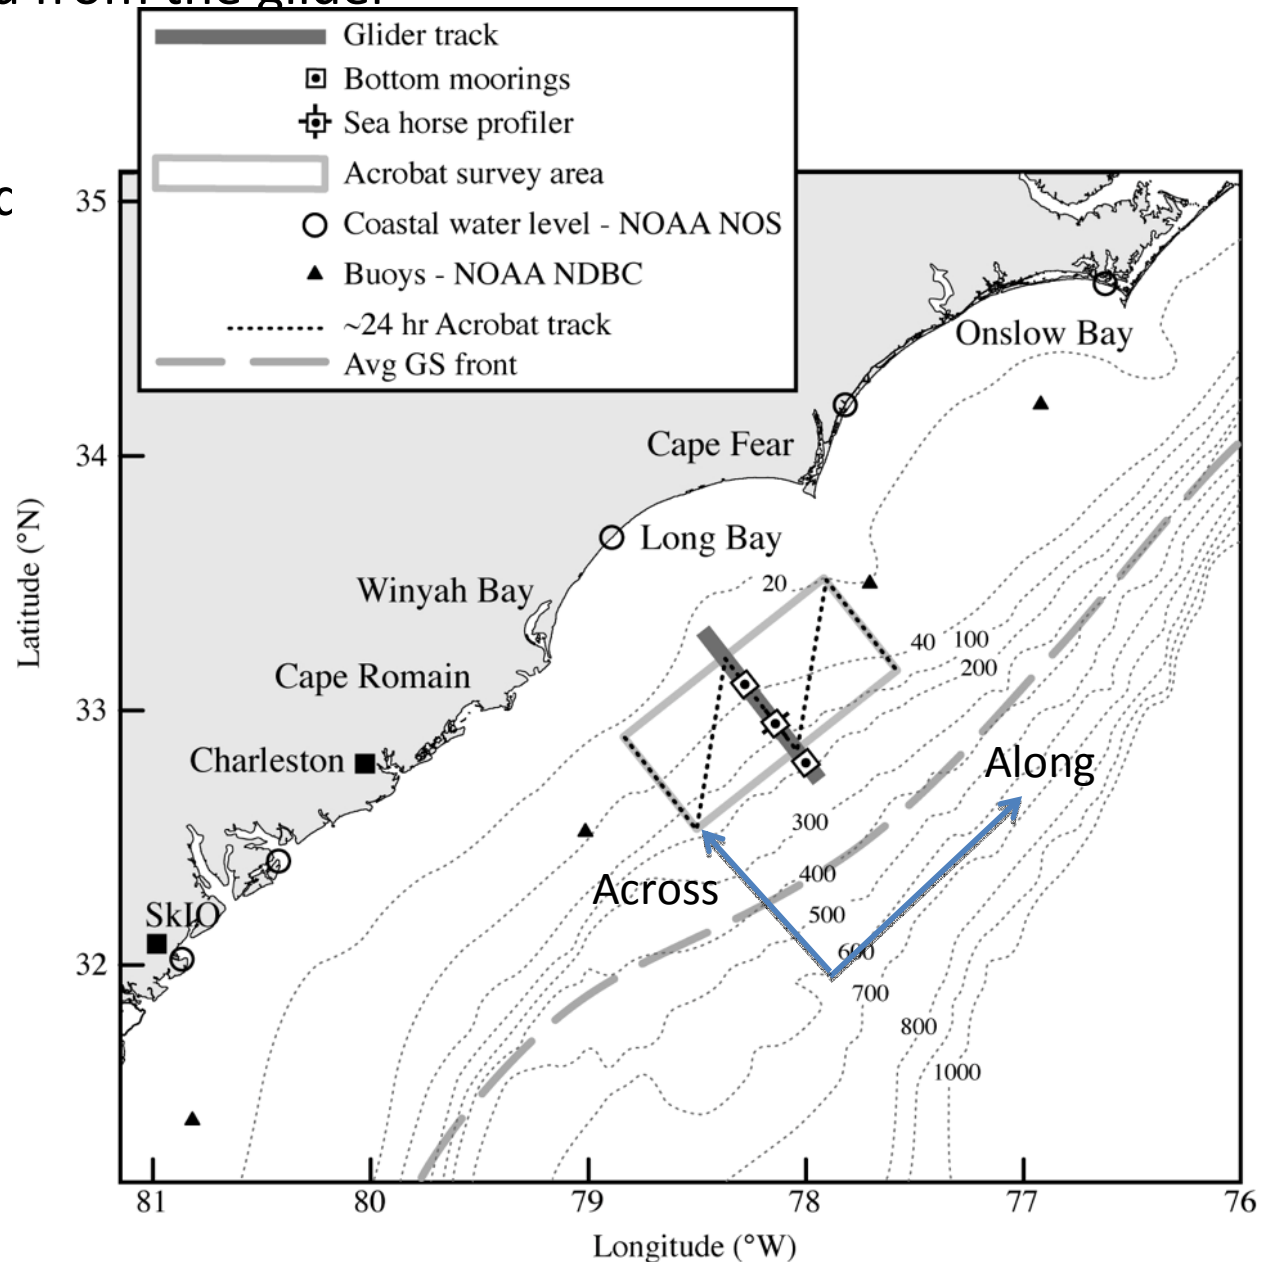 from the glider
Glider track
Bottom moorings
Sea horse profiler
Acrobat survey area
Coastal water level - NOAA NOS
Buoys - NOAA NDBC
~24 hr Acrobat track
Avg GS front
c
35
34
33
32
Latitude (°N)
Onslow Bay
Cape Fear
Long Bay
Winyah Bay
Cape Romain
Charleston
SkIO
20
40
100
200
300
400
500
600
700
800
1000
Along
Across
81
80
79
78
77
76
Longitude (°W)